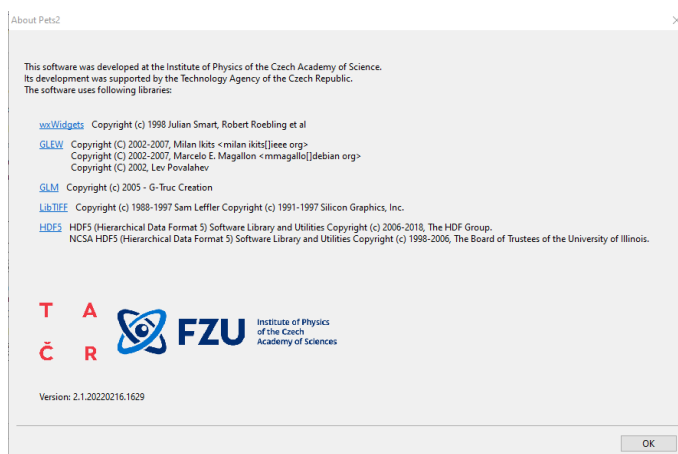 About Pets2
This software was developed at the Institute of Physics of the Czech Academy of Science.
Its development was supported by the Technology Agency of the Czech Republic.
The software uses following libraries:
wxWidgets Copyright (c) 1998 Julian Smart, Robert Roebling et al
GLEW Copyright (C) 2002-2007, Milan Ikits <milan ikits[]ieee org>
Copyright (C) 2002-2007, Marcelo E. Magallon <mmagallo[]debian org>
Copyright (C) 2002, Lev Povalahev
GLM Copyright (c) 2005 - G-Truc Creation
LibTIFF Copyright (c) 1988-1997 Sam Leffler Copyright (c) 1991-1997 Silicon Graphics, Inc.
HDF5 HDF5 (Hierarchical Data Format 5) Software Library and Utilities Copyright (c) 2006-2018, The HDF Group.
NCSA HDF5 (Hierarchical Data Format 5) Software Library and Utilities Copyright (c) 1998-2006, The Board of Trustees of the University of Illinois.
T A
Č R
FZU
Institute of Physics
of the Czech
Academy of Sciences
Version: 2.1.20220216.1629
OK